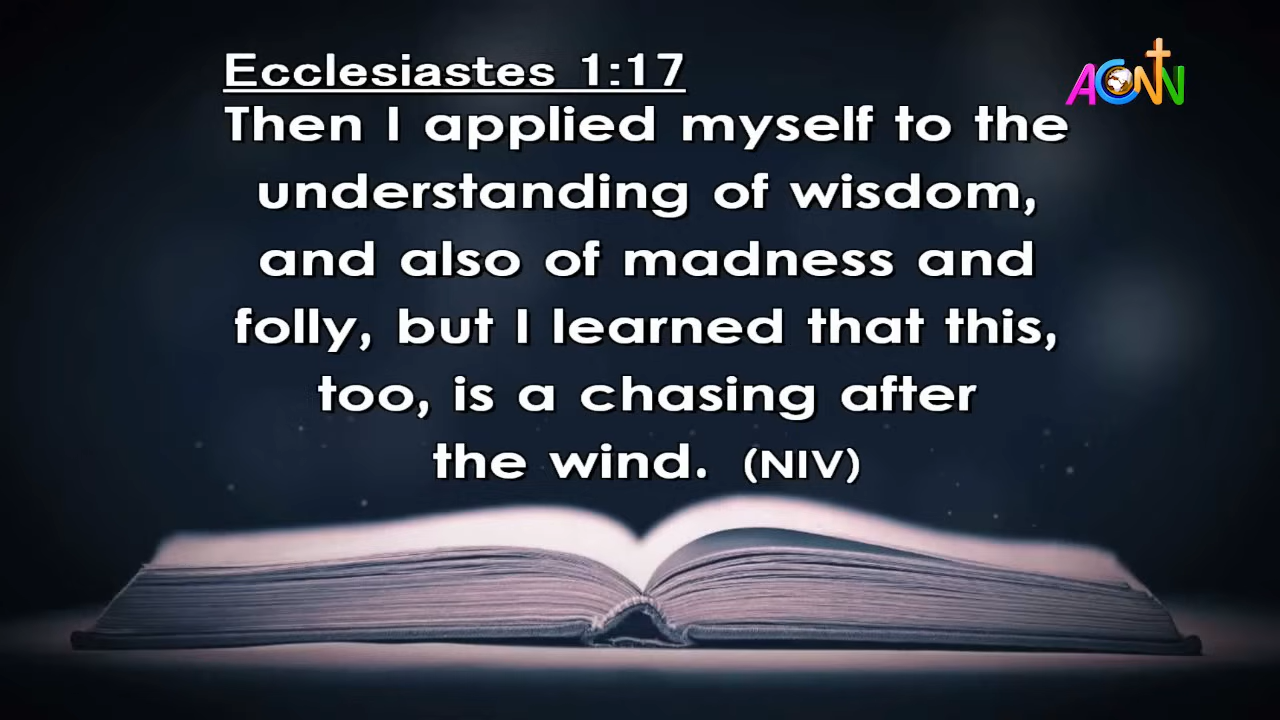 Ecclesiastes 1:17
ACNN
Then I applied myself to the
understanding of wisdom,
and also of madness and
folly, but I learned that this,
too, is a chasing after
the wind. (NIV)